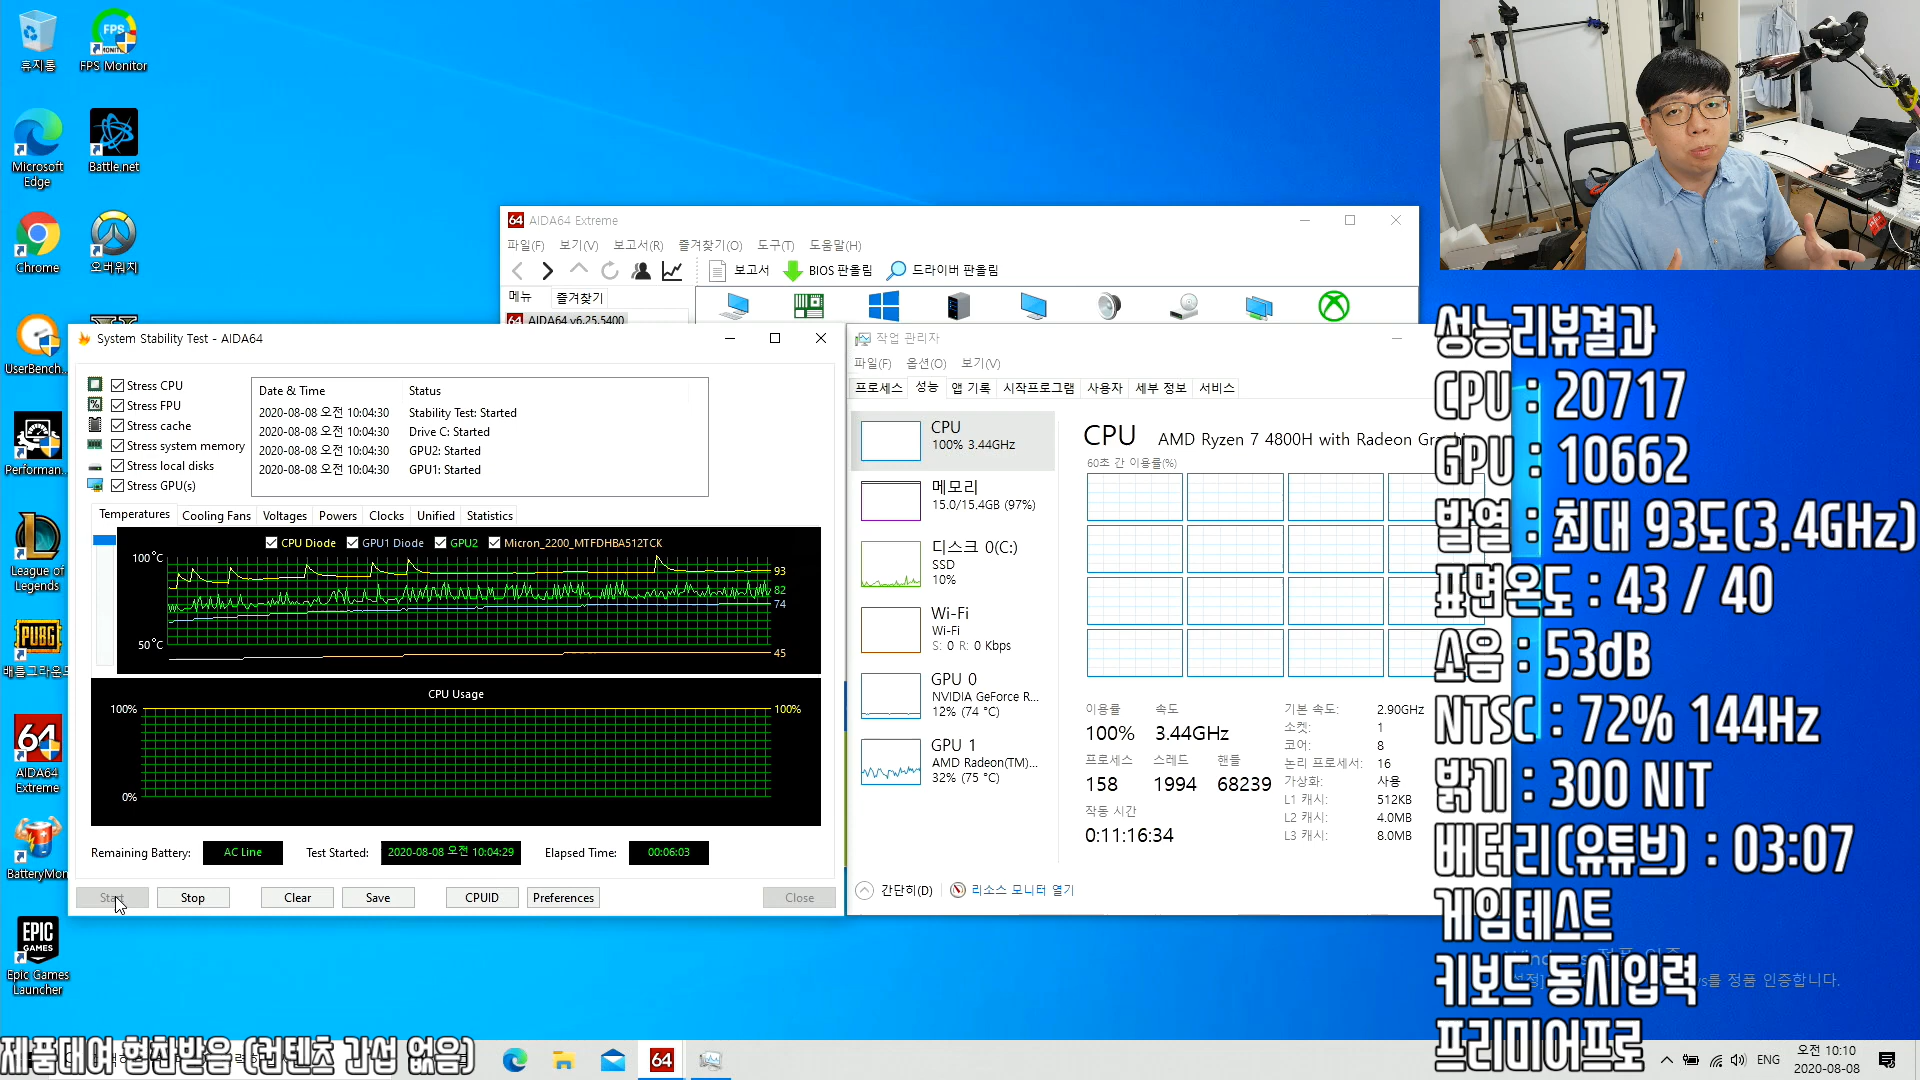 휴지통
FPS Monitor
Microsoft Edge
Battle.net
Chrome
오버워치
UserBench...
Performan...
League of Legends
PUBG
배틀그라운드
64
AIDA64 Extreme
BatteryMon
EPIC GAMES
Epic Games Launcher
64 AIDA64 Extreme
파일(F) 보기(V) 보고서(R) 즐겨찾기(O) 도구(T) 도움말(H)
보고서 BIOS 판올림 드라이버 판올림
메뉴 즐겨찾기
64 AIDA64 v6.25.5400
System Stability Test - AIDA64
Stress CPU
Stress FPU
Stress cache
Stress system memory
Stress local disks
Stress GPU(s)
Date & Time Status
2020-08-08 오전 10:04:30 Stability Test: Started
2020-08-08 오전 10:04:30 Drive C: Started
2020-08-08 오전 10:04:30 GPU2: Started
2020-08-08 오전 10:04:30 GPU1: Started
Temperatures Cooling Fans Voltages Powers Clocks Unified Statistics
CPU Diode GPU1 Diode GPU2 Micron_2200_MTFDHBA512TCK
100°C
93
82
74
50°C
45
CPU Usage
100% 100%
0%
Remaining Battery: AC Line Test Started: 2020-08-08 오전 10:04:29 Elapsed Time: 00:06:03
Start Stop Clear Save CPUID Preferences Close
작업 관리자
파일(F) 옵션(O) 보기(V)
프로세스 성능 앱 기록 시작프로그램 사용자 세부 정보 서비스
CPU
100% 3.44GHz
메모리
15.0/15.4GB (97%)
디스크 0(C:)
SSD
10%
Wi-Fi
Wi-Fi
S: 0 R: 0 Kbps
GPU 0
NVIDIA GeForce R...
12% (74 °C)
GPU 1
AMD Radeon(TM)...
32% (75 °C)
CPU AMD Ryzen 7 4800H with Radeon Graphi
60초 간 이용률(%)
이용률 속도
100% 3.44GHz
프로세스 스레드 핸들
158 1994 68239
작동 시간
0:11:16:34
기본 속도: 2.90GHz
소켓: 1
코어: 8
논리 프로세서: 16
가상화: 사용
L1 캐시: 512KB
L2 캐시: 4.0MB
L3 캐시: 8.0MB
간단히(D) 리소스 모니터 열기
성능리뷰결과
CPU : 20717
GPU : 10662
발열 : 최대 93도(3.4GHz)
표면온도 : 43 / 40
소음 : 53dB
NTSC : 72% 144Hz
밝기 : 300 NIT
배터리(유튜브) : 03:07
게임테스트
키보드 동시입력
프리미어프로
를 정품 인증합니다.
제품대여 협찬받음 (컨텐츠 간섭 없음)
64
ENG
오전 10:10
2020-08-08